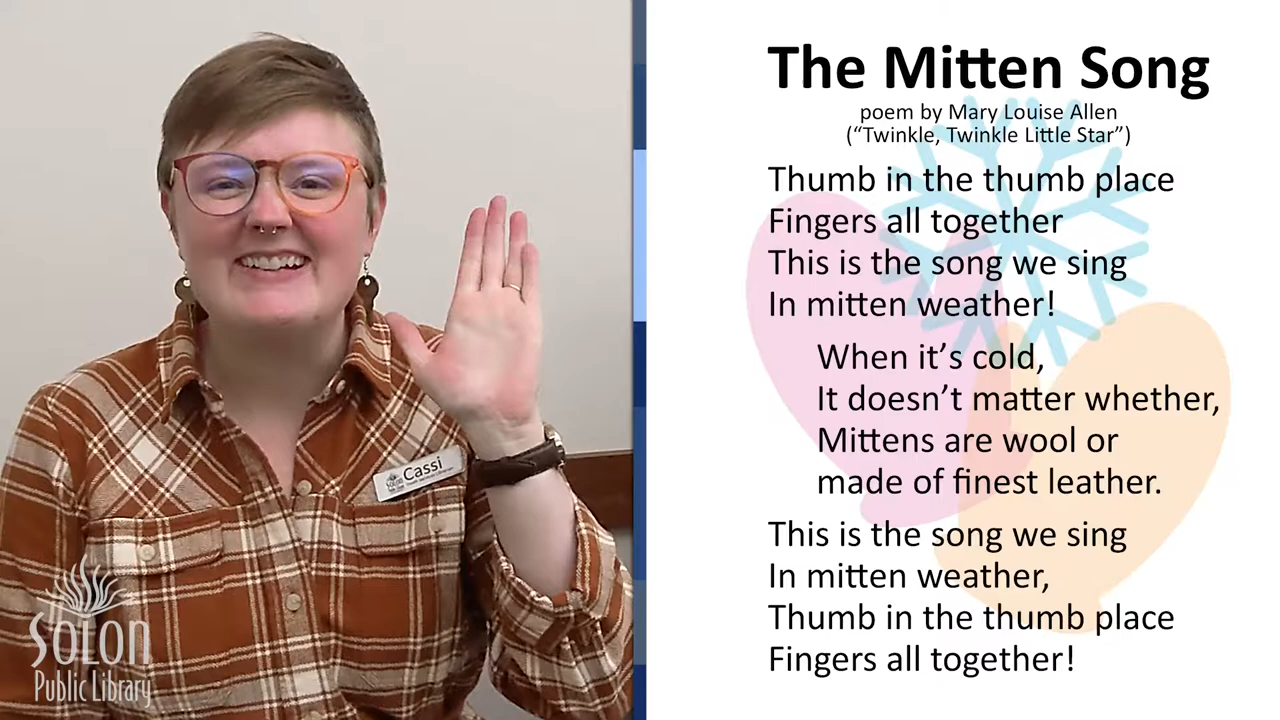 The Mitten Song
poem by Mary Louise Allen
(“Twinkle, Twinkle Little Star”)
Thumb in the thumb place
Fingers all together
This is the song we sing
In mitten weather!
When it’s cold,
It doesn’t matter whether,
Mittens are wool or
made of finest leather.
This is the song we sing
In mitten weather,
Thumb in the thumb place
Fingers all together!
Cassi
SOLON
Public Library